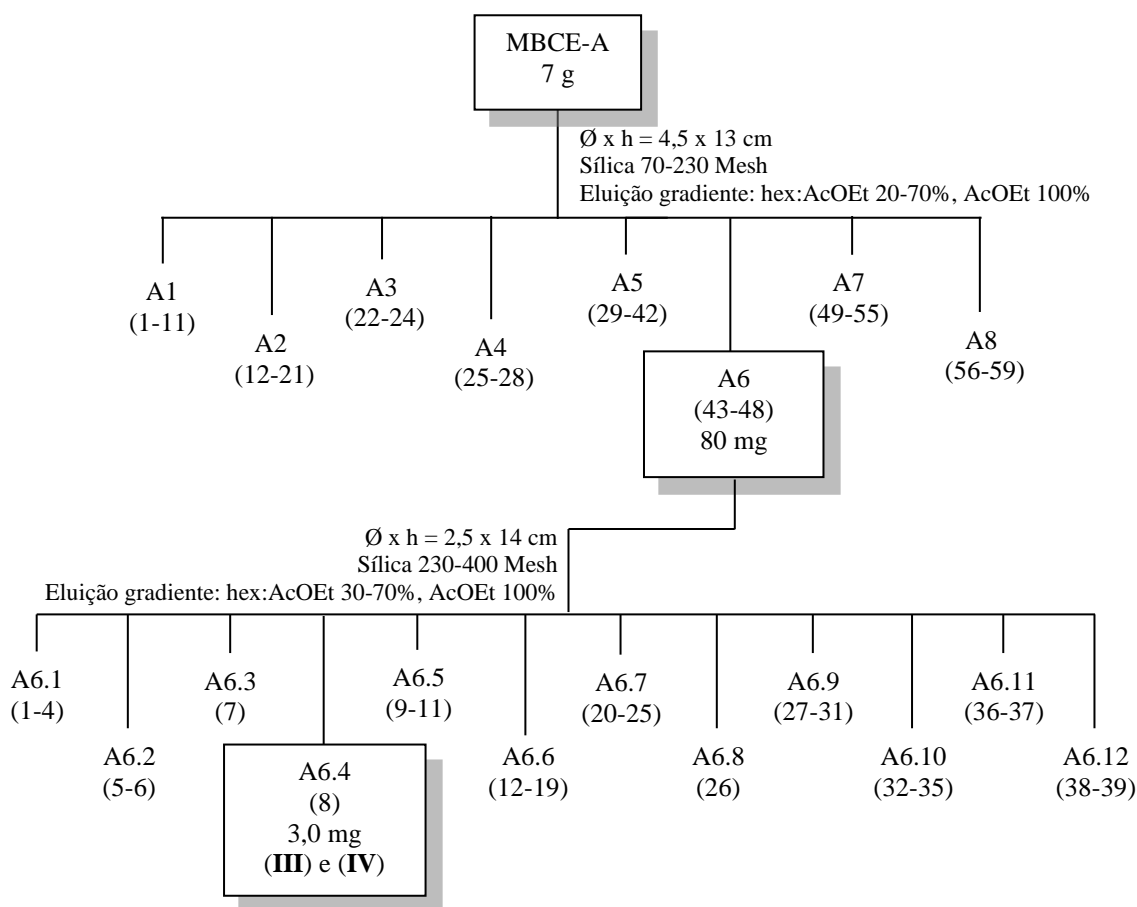 MBCE-A
7 g
Ø x h = 4,5 x 13 cm
Sílica 70-230 Mesh
Eluição gradiente: hex:AcOEt 20-70%, AcOEt 100%
A1
(1-11)
A2
(12-21)
A3
(22-24)
A4
(25-28)
A5
(29-42)
A6
(43-48)
80 mg
A7
(49-55)
A8
(56-59)
Ø x h = 2,5 x 14 cm
Sílica 230-400 Mesh
Eluição gradiente: hex:AcOEt 30-70%, AcOEt 100%
A6.1
(1-4)
A6.2
(5-6)
A6.3
(7)
A6.4
(8)
3,0 mg
(III) e (IV)
A6.5
(9-11)
A6.6
(12-19)
A6.7
(20-25)
A6.8
(26)
A6.9
(27-31)
A6.10
(32-35)
A6.11
(36-37)
A6.12
(38-39)